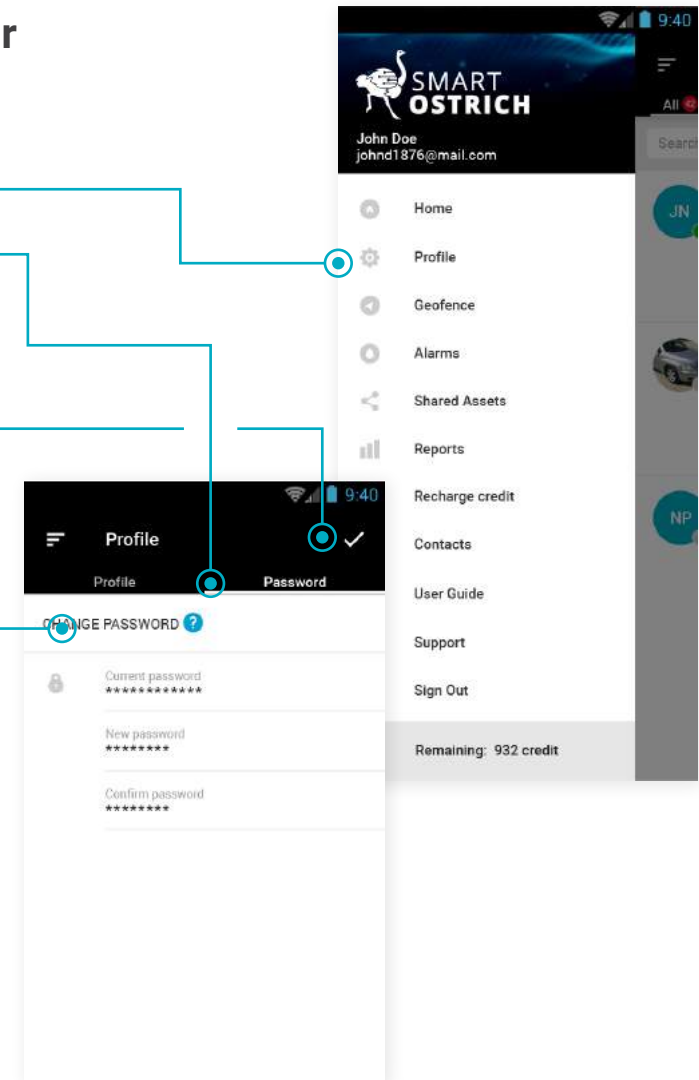 r
9:40
SMART
OSTRICH
John Doe
johnd1876@mail.com
All 42
Search
Home
JN
Profile
Geofence
Alarms
Shared Assets
Reports
Recharge credit
NP
Contacts
User Guide
Support
Sign Out
Remaining: 932 credit
9:40
Profile
Profile Password
CHANGE PASSWORD ?
Current password
************
New password
********
Confirm password
********